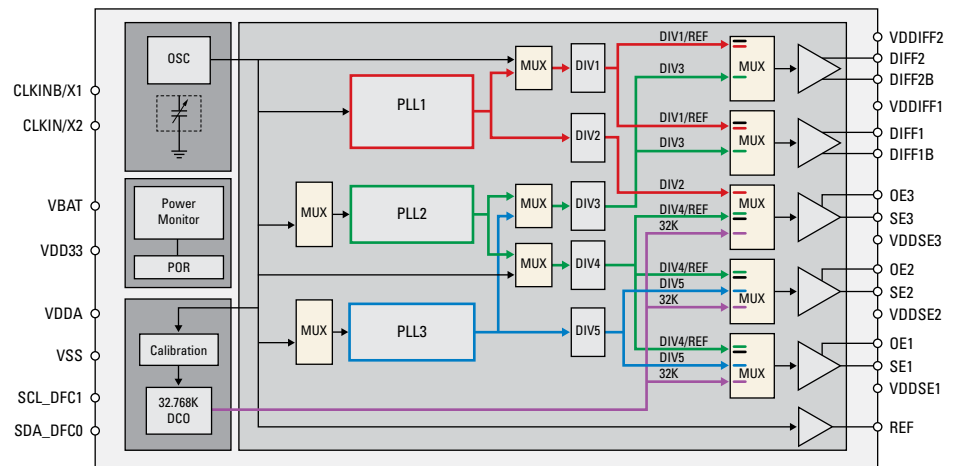 CLKINB/X1
CLKIN/X2
VBAT
VDD33
VDDA
VSS
SCL_DFC1
SDA_DFC0
OSC
Power
Monitor
POR
Calibration
32.768K
DCO
MUX
MUX
PLL1
PLL2
PLL3
MUX
MUX
MUX
DIV1
DIV2
DIV3
DIV4
DIV5
DIV1/REF
DIV3
DIV1/REF
DIV3
DIV2
DIV4/REF
32K
DIV4/REF
DIV5
32K
DIV4/REF
DIV5
32K
MUX
MUX
MUX
MUX
MUX
VDDIFF2
DIFF2
DIFF2B
VDDIFF1
DIFF1
DIFF1B
OE3
SE3
VDDSE3
OE2
SE2
VDDSE2
OE1
SE1
VDDSE1
REF